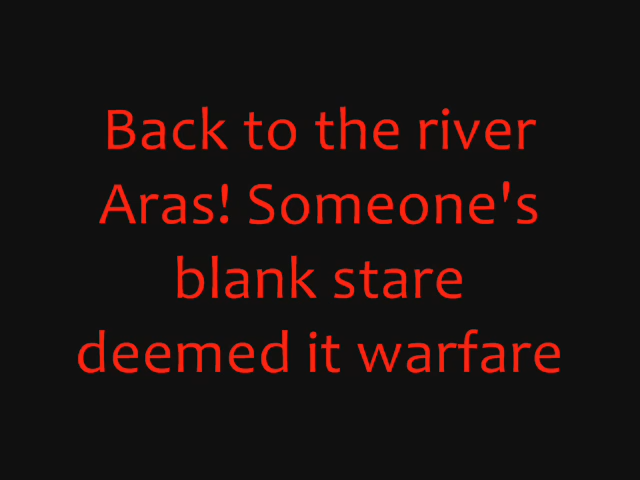 Back to the river
Aras! Someone's
blank stare
deemed it warfare